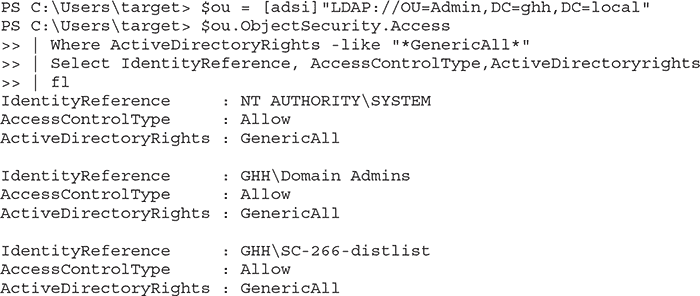 PS C:\Users\target> $ou = [adsi]"LDAP://OU=Admin,DC=ghh,DC=local"
PS C:\Users\target> $ou.ObjectSecurity.Access
>> | Where ActiveDirectoryRights -like "*GenericAll*"
>> | Select IdentityReference, AccessControlType,ActiveDirectoryrights
>> | fl
IdentityReference : NT AUTHORITY\SYSTEM
AccessControlType : Allow
ActiveDirectoryRights : GenericAll
IdentityReference : GHH\Domain Admins
AccessControlType : Allow
ActiveDirectoryRights : GenericAll
IdentityReference : GHH\SC-266-distlist
AccessControlType : Allow
ActiveDirectoryRights : GenericAll